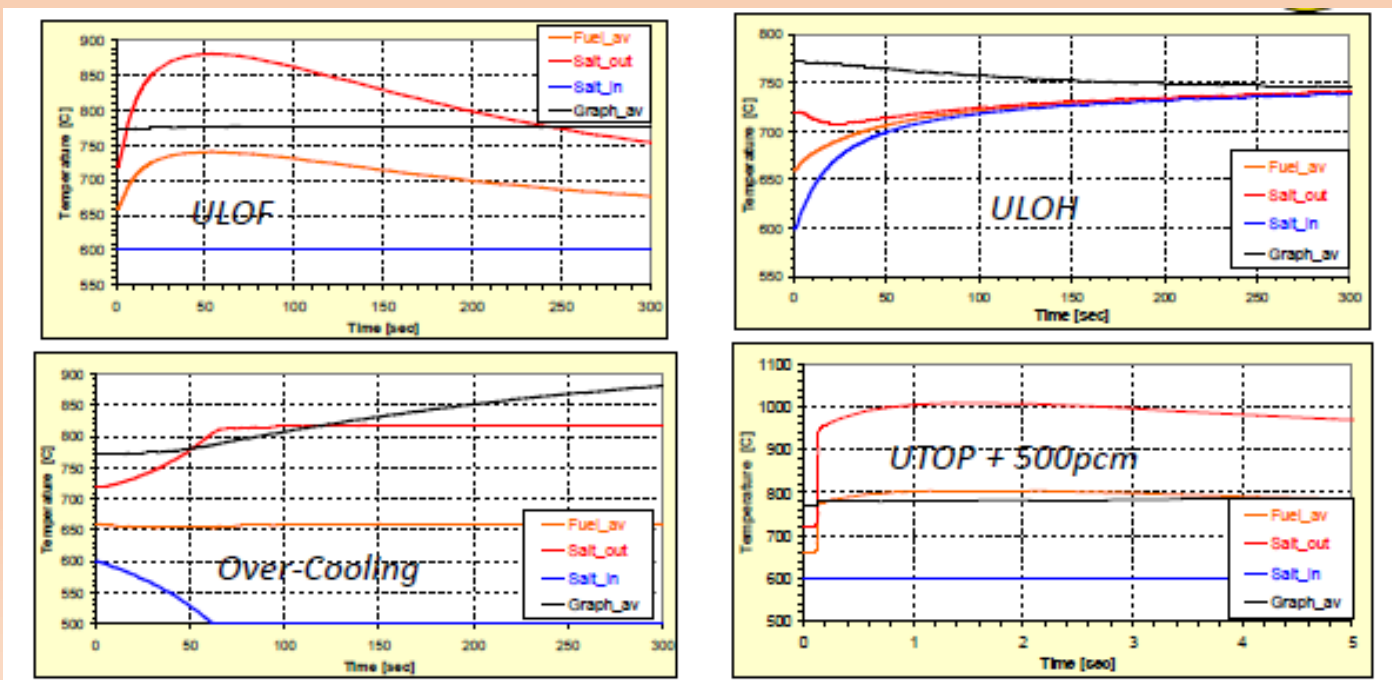 900
850
800
750
700
650
600
550
Temperature [C]
Fuel_av
Salt_out
Salt_in
Graph_av
ULOF
0 50 100 150 200 250 300
Time [sec]
800
750
700
650
600
550
Temperature [C]
ULOH
Fuel_av
Salt_out
Salt_in
Graph_av
0 50 100 150 200 250 300
Time [sec]
900
850
800
750
700
650
600
550
500
Temperature [C]
Over-Cooling
Fuel_av
Salt_out
Salt_in
Graph_av
0 50 100 150 200 250 300
Time [sec]
1100
1000
900
800
700
600
500
Temperature [C]
UTOP + 500pcm
Fuel_av
Salt_out
Salt_in
Graph_av
0 1 2 3 4 5
Time [sec]